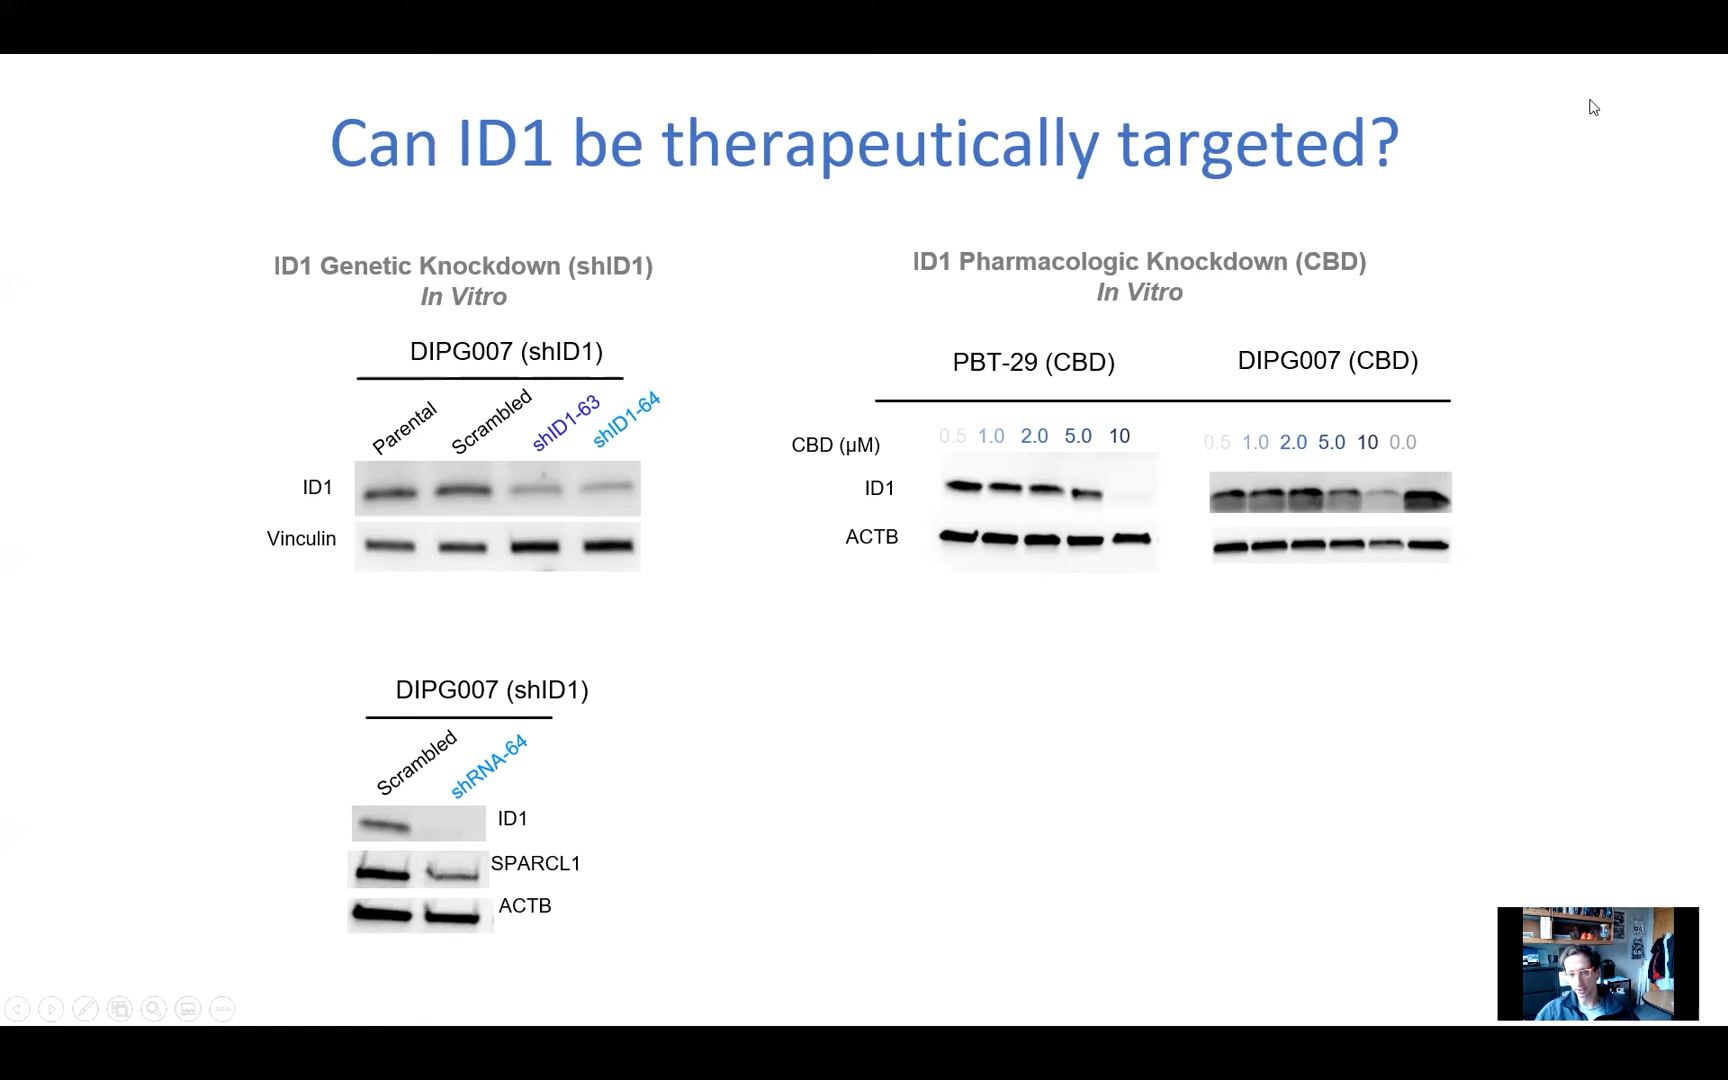 Can ID1 be therapeutically targeted?
ID1 Genetic Knockdown (shID1)
In Vitro
DIPG007 (shID1)
Parental Scrambled shID1-63 shID1-64
ID1
Vinculin
DIPG007 (shID1)
Scrambled shRNA-64
ID1
SPARCL1
ACTB
ID1 Pharmacologic Knockdown (CBD)
In Vitro
PBT-29 (CBD) DIPG007 (CBD)
CBD (µM) 0.5 1.0 2.0 5.0 10 0.5 1.0 2.0 5.0 10 0.0
ID1
ACTB